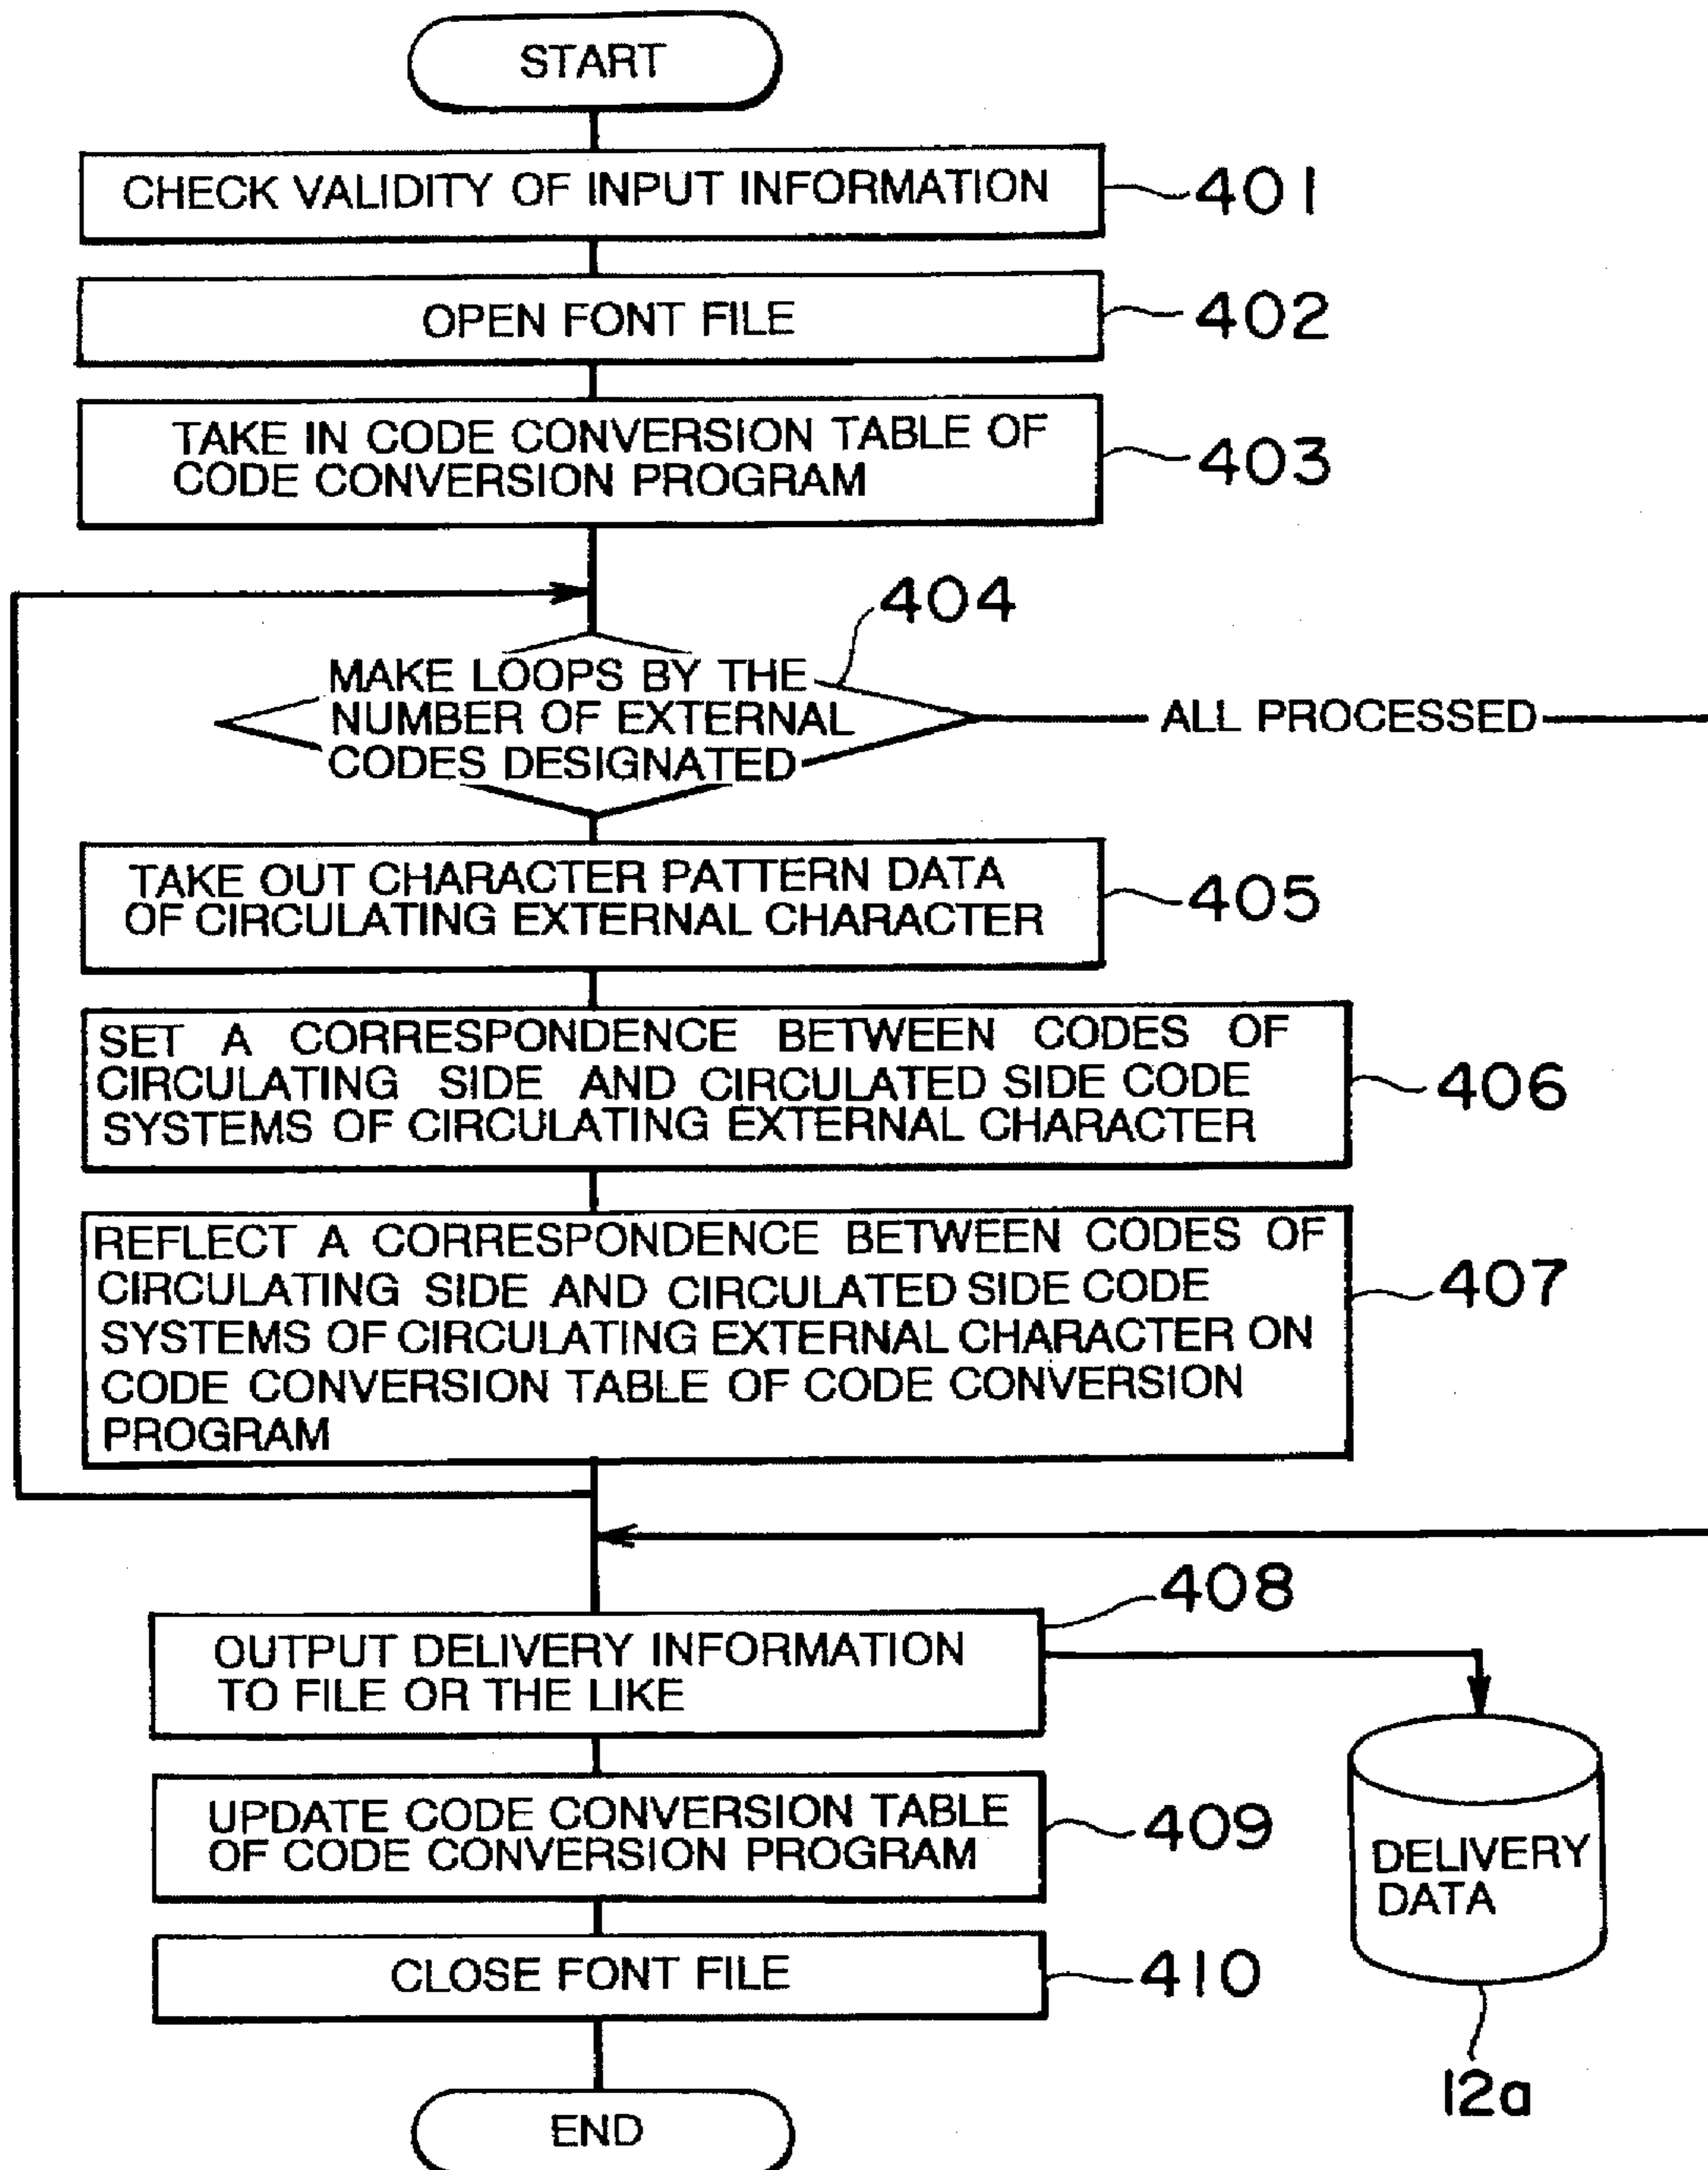 START
CHECK VALIDITY OF INPUT INFORMATION
401
OPEN FONT FILE
402
TAKE IN CODE CONVERSION TABLE OF
CODE CONVERSION PROGRAM
403
404
MAKE LOOPS BY THE
NUMBER OF EXTERNAL
CODES DESIGNATED
ALL PROCESSED
TAKE OUT CHARACTER PATTERN DATA
OF CIRCULATING EXTERNAL CHARACTER
405
SET A CORRESPONDENCE BETWEEN CODES OF
CIRCULATING SIDE AND CIRCULATED SIDE CODE
SYSTEMS OF CIRCULATING EXTERNAL CHARACTER
406
REFLECT A CORRESPONDENCE BETWEEN CODES OF
CIRCULATING SIDE AND CIRCULATED SIDE CODE
SYSTEMS OF CIRCULATING EXTERNAL CHARACTER ON
CODE CONVERSION TABLE OF CODE CONVERSION
PROGRAM
407
408
OUTPUT DELIVERY INFORMATION
TO FILE OR THE LIKE
UPDATE CODE CONVERSION TABLE
OF CODE CONVERSION PROGRAM
409
DELIVERY
DATA
CLOSE FONT FILE
410
12a
END